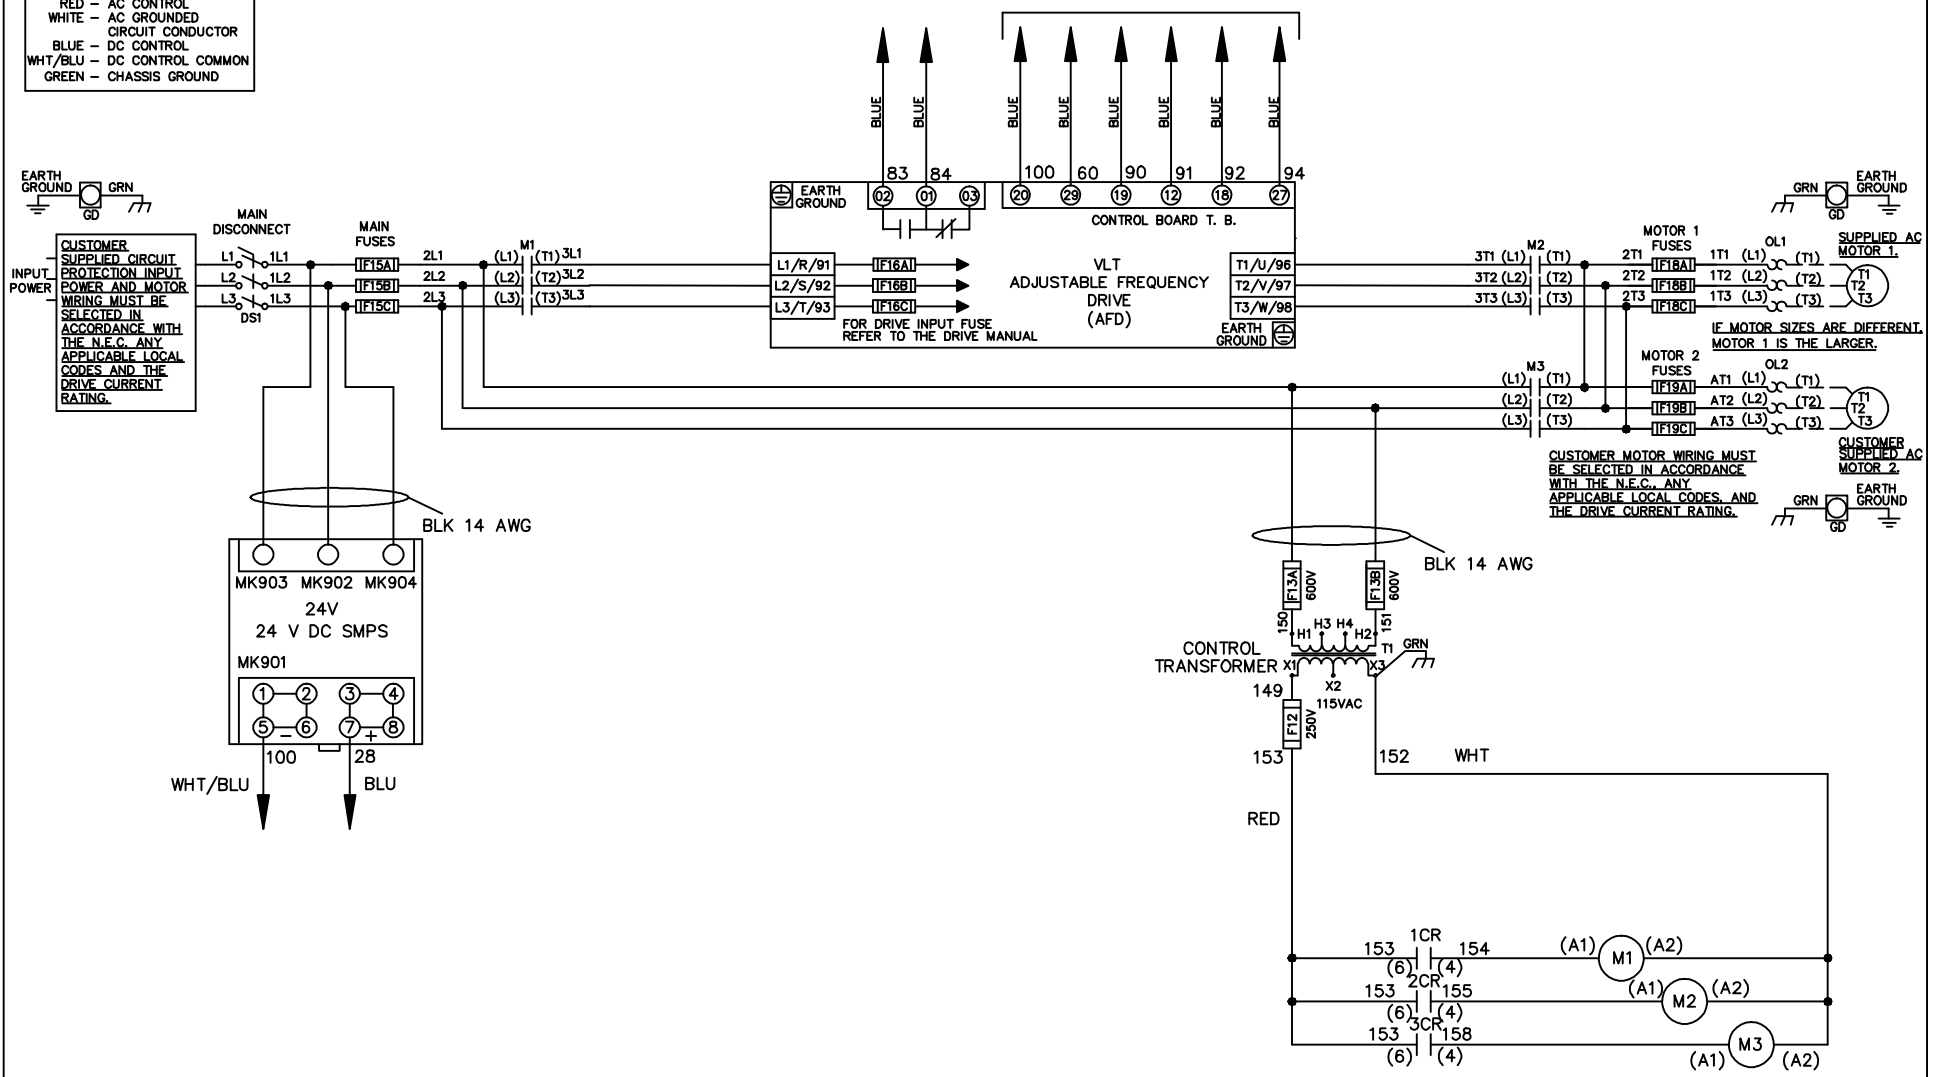 RED – AC CONTROL
WHITE – AC GROUNDED
CIRCUIT CONDUCTOR
BLUE – DC CONTROL
WHT/BLU – DC CONTROL COMMON
GREEN – CHASSIS GROUND
BLUE
BLUE
BLUE
BLUE
BLUE
BLUE
BLUE
BLUE
83 84 100 60 90 91 92 94
EARTH
GROUND
GRN
GD
EARTH
GROUND
02 01 03
20 29 19 12 18 27
CONTROL BOARD T. B.
GRN
EARTH
GROUND
GD
CUSTOMER
SUPPLIED CIRCUIT
PROTECTION INPUT
POWER AND MOTOR
WIRING MUST BE
SELECTED IN
ACCORDANCE WITH
THE N.E.C. ANY
APPLICABLE LOCAL
CODES AND THE
DRIVE CURRENT
RATING.
INPUT
POWER
MAIN
DISCONNECT
L1 1L1
L2 1L2
L3 1L3
DS1
MAIN
FUSES
F15A 2L1
F15B 2L2
F15C 2L3
M1
(L1) (T1) 3L1
(L2) (T2) 3L2
(L3) (T3) 3L3
L1/R/91 F16A
L2/S/92 F16B
L3/T/93 F16C
FOR DRIVE INPUT FUSE
REFER TO THE DRIVE MANUAL
VLT
ADJUSTABLE FREQUENCY
DRIVE
(AFD)
T1/U/96
T2/V/97
T3/W/98
EARTH
GROUND
M2
3T1 (L1) (T1)
3T2 (L2) (T2)
3T3 (L3) (T3)
MOTOR 1
FUSES
2T1 F18A 1T1 (L1) (T1)
2T2 F18B 1T2 (L2) (T2)
2T3 F18C 1T3 (L3) (T3)
OL1
SUPPLIED AC
MOTOR 1.
T1
T2
T3
IF MOTOR SIZES ARE DIFFERENT,
MOTOR 1 IS THE LARGER.
M3
(L1) (T1)
(L2) (T2)
(L3) (T3)
MOTOR 2
FUSES
F19A AT1 (L1) (T1)
F19B AT2 (L2) (T2)
F19C AT3 (L3) (T3)
OL2
T1
T2
T3
CUSTOMER
SUPPLIED AC
MOTOR 2.
CUSTOMER MOTOR WIRING MUST
BE SELECTED IN ACCORDANCE
WITH THE N.E.C., ANY
APPLICABLE LOCAL CODES, AND
THE DRIVE CURRENT RATING.
GRN
EARTH
GROUND
GD
BLK 14 AWG
MK903 MK902 MK904
24V
24 V DC SMPS
MK901
1 2 3 4
5 – 6 7 + 8
100 28
WHT/BLU BLU
BLK 14 AWG
F13A
600V
F13B
600V
150 H1 H3 H4 H2 151
CONTROL
TRANSFORMER
X1 X2 X3
T1
GRN
115VAC
149
F12
250V
153 152 WHT
RED
1CR
153 154 (A1) M1 (A2)
(6) (4)
2CR
153 155 (A1) M2 (A2)
(6) (4)
3CR
153 158 M3
(6) (4) (A1) (A2)